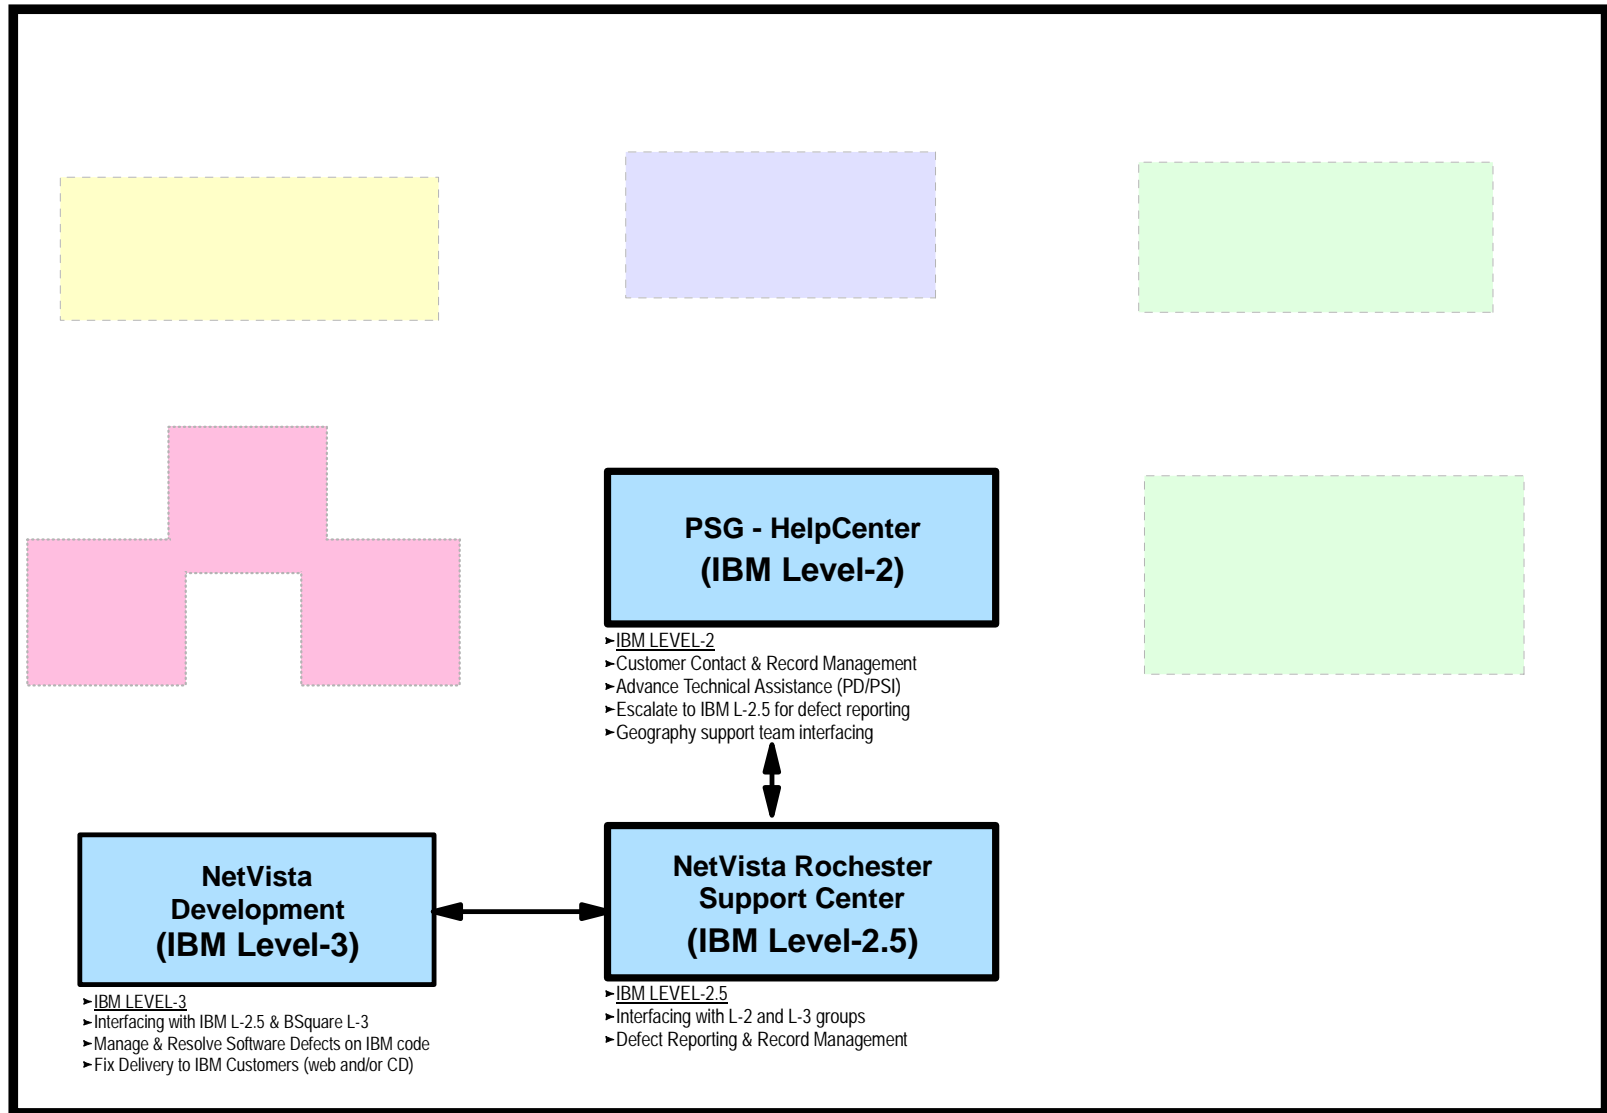 PSG - HelpCenter
(IBM Level-2)
➢IBM LEVEL-2
➢Customer Contact & Record Management
➢Advance Technical Assistance (PD/PSI)
➢Escalate to IBM L-2.5 for defect reporting
➢Geography support team interfacing
NetVista
Development
(IBM Level-3)
➢IBM LEVEL-3
➢Interfacing with IBM L-2.5 & BSquare L-3
➢Manage & Resolve Software Defects on IBM code
➢Fix Delivery to IBM Customers (web and/or CD)
NetVista Rochester
Support Center
(IBM Level-2.5)
➢IBM LEVEL-2.5
➢Interfacing with L-2 and L-3 groups
➢Defect Reporting & Record Management